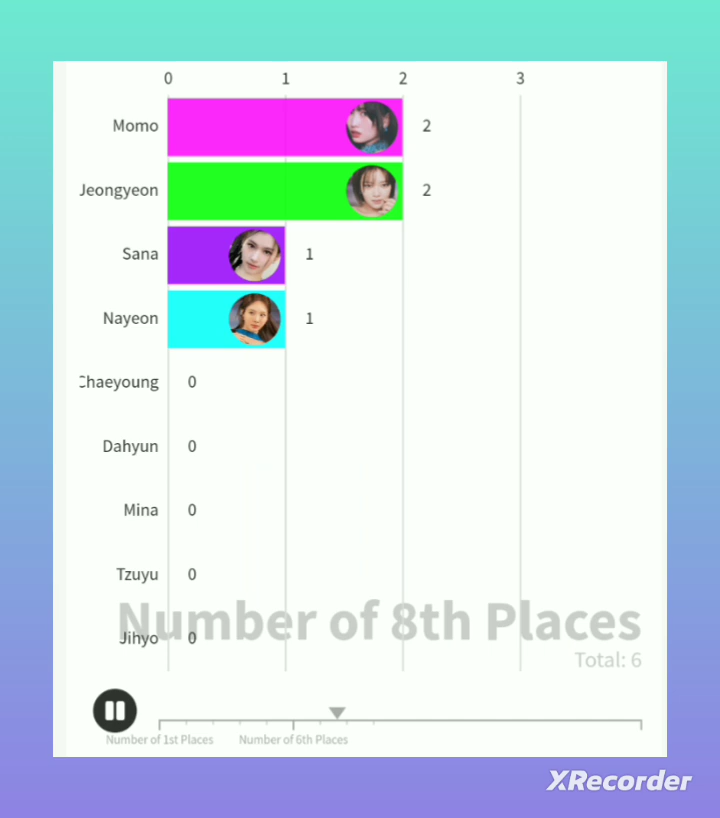 0 1 2 3
Momo 2
Jeongyeon 2
Sana 1
Nayeon 1
Chaeyoung 0
Dahyun 0
Mina 0
Tzuyu 0
Number of 8th Places
Jihyo 0
Total: 6
Number of 1st Places Number of 6th Places
XRecorder